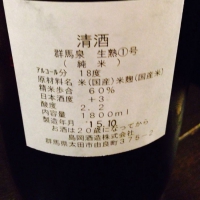 清酒
群馬泉 生熟①号
(純米)
アルコール分 18度
原材料名 米(国産)米麹(国産米)
精米歩合 60%
日本酒度 +3
酸度 2.2
内容量 1800ml
製造年月 '15.10
お酒は20歳になってから
島岡酒造株式会社
群馬県太田市由良町375-2